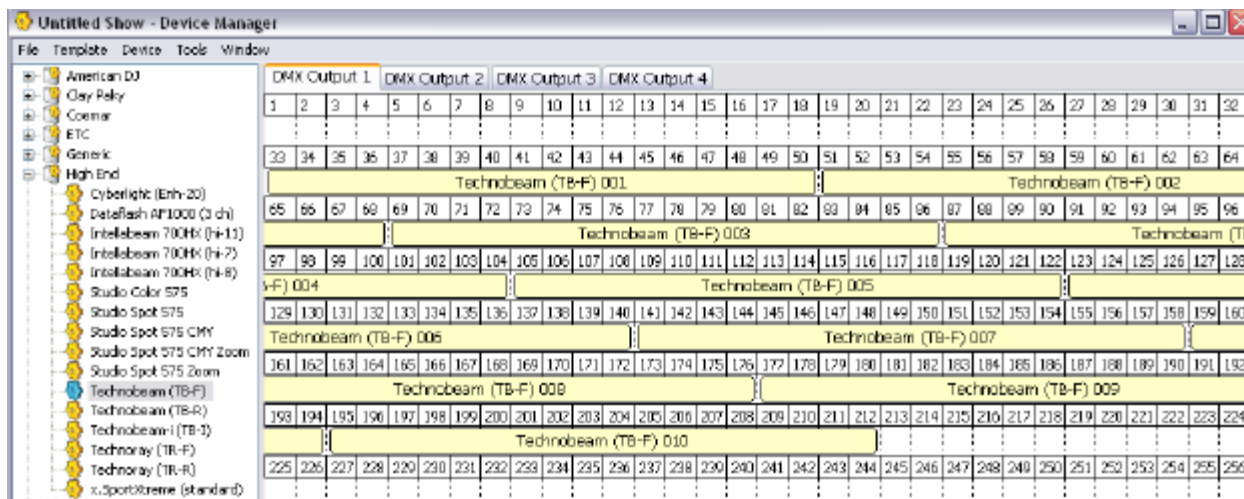 Untitled Show - Device Manager
File Template Device Tools Window
American DJ
Clay Paky
Coemar
ETC
Generic
High End
Cyberlight (Enh-20)
Dataflash AF1000 (3 ch)
Intellabeam 700HX (hi-11)
Intellabeam 700HX (hi-7)
Intellabeam 700HX (hi-8)
Studio Color 575
Studio Spot 575
Studio Spot 575 CMY
Studio Spot 575 CMY Zoom
Studio Spot 575 Zoom
Technobeam (TB-F)
Technobeam (TB-R)
Technobeam-i (TB-I)
Technoray (TR-F)
Technoray (TR-R)
x.SportXtreme (standard)
DMX Output 1 DMX Output 2 DMX Output 3 DMX Output 4
1 2 3 4 5 6 7 8 9 10 11 12 13 14 15 16 17 18 19 20 21 22 23 24 25 26 27 28 29 30 31 32
33 34 35 36 37 38 39 40 41 42 43 44 45 46 47 48 49 50 51 52 53 54 55 56 57 58 59 60 61 62 63 64
Technobeam (TB-F) 001 Technobeam (TB-F) 002
65 66 67 68 69 70 71 72 73 74 75 76 77 78 79 80 81 82 83 84 85 86 87 88 89 90 91 92 93 94 95 96
Technobeam (TB-F) 003 Technobeam (T
97 98 99 100 101 102 103 104 105 106 107 108 109 110 111 112 113 114 115 116 117 118 119 120 121 122 123 124 125 126 127 128
-F) 004 Technobeam (TB-F) 005
129 130 131 132 133 134 135 136 137 138 139 140 141 142 143 144 145 146 147 148 149 150 151 152 153 154 155 156 157 158 159 160
Technobeam (TB-F) 006 Technobeam (TB-F) 007
161 162 163 164 165 166 167 168 169 170 171 172 173 174 175 176 177 178 179 180 181 182 183 184 185 186 187 188 189 190 191 192
Technobeam (TB-F) 008 Technobeam (TB-F) 009
193 194 195 196 197 198 199 200 201 202 203 204 205 206 207 208 209 210 211 212 213 214 215 216 217 218 219 220 221 222 223 224
Technobeam (TB-F) 010
225 226 227 228 229 230 231 232 233 234 235 236 237 238 239 240 241 242 243 244 245 246 247 248 249 250 251 252 253 254 255 256